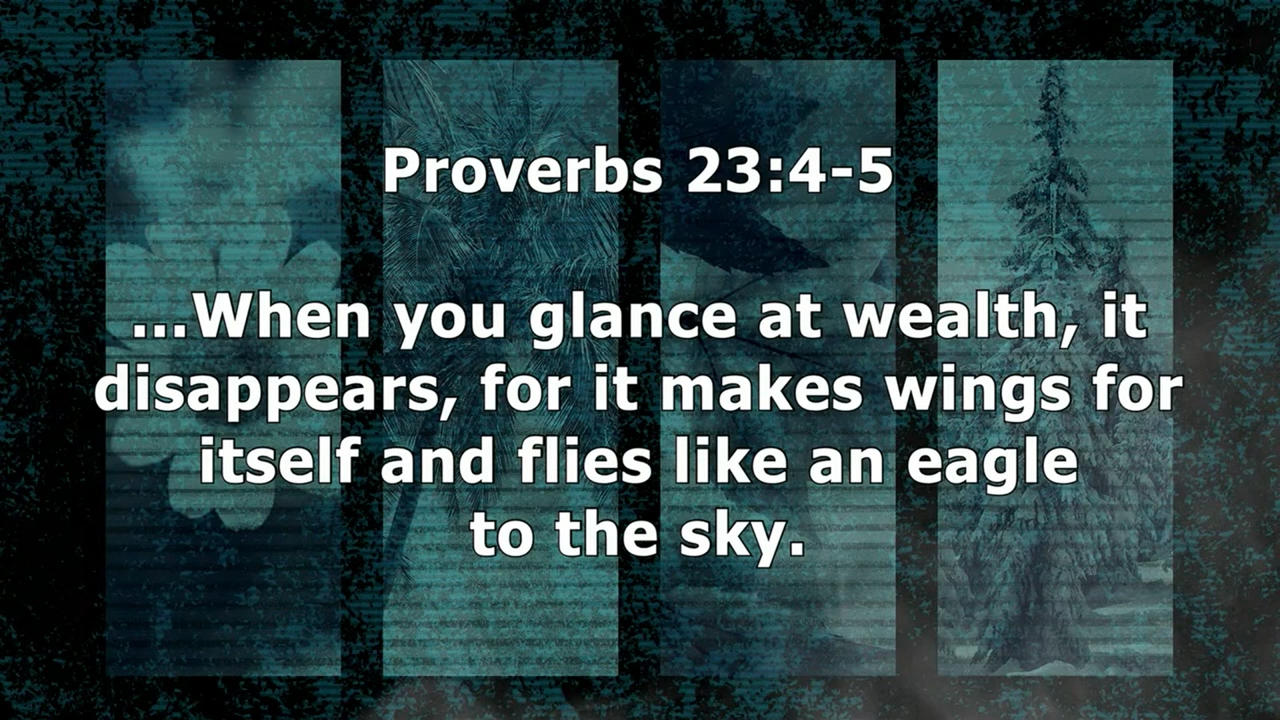 Proverbs 23:4-5
...When you glance at wealth, it
disappears, for it makes wings for
itself and flies like an eagle
to the sky.